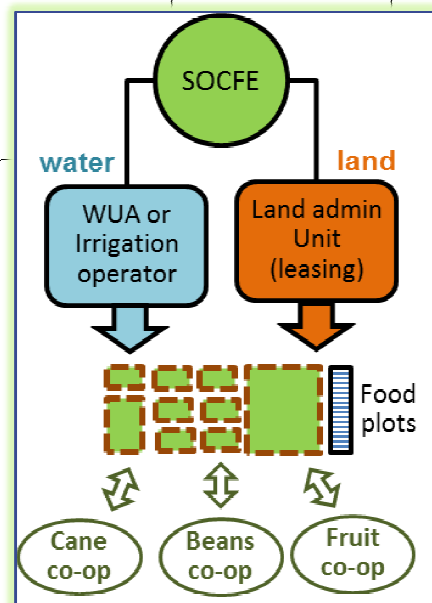 SOCFE
water
land
WUA or
Irrigation
operator
Land admin
Unit
(leasing)
Food
plots
Cane
co-op
Beans
co-op
Fruit
co-op